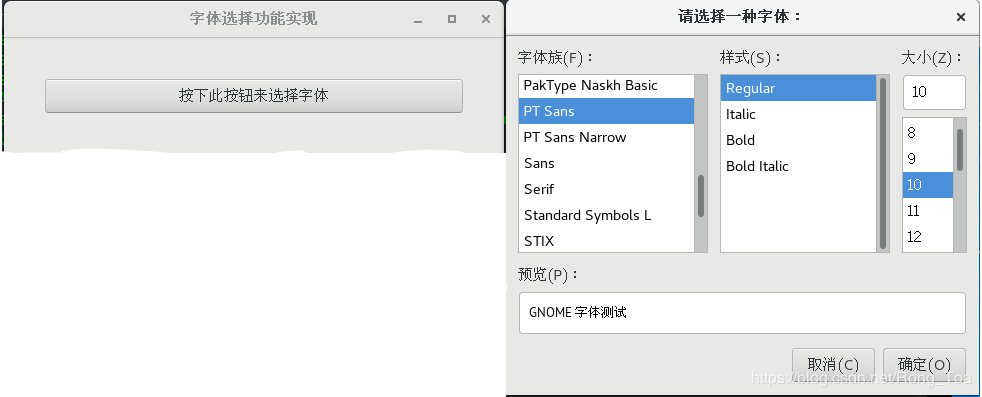 字体选择功能实现
按下此按钮来选择字体
请选择一种字体：
字体族(F)：
PakType Naskh Basic
PT Sans
PT Sans Narrow
Sans
Serif
Standard Symbols L
STIX
样式(S)：
Regular
Italic
Bold
Bold Italic
大小(Z)：
10
8
9
10
11
12
预览(P)：
GNOME 字体测试
取消(C)
确定(O)
https://blog.csdn.net/Rong_Toa